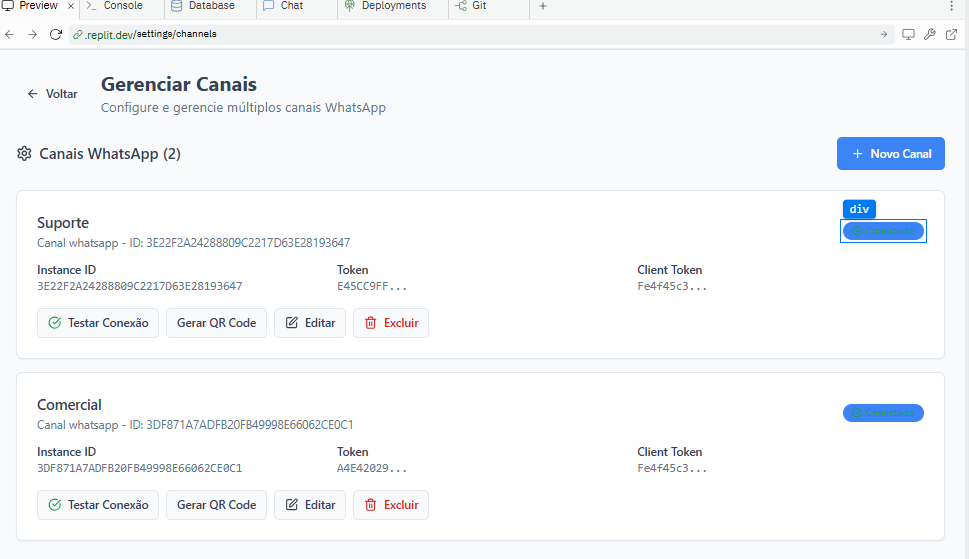 Preview
Console
Database
Chat
Deployments
Git
.replit.dev/settings/channels
Voltar
Gerenciar Canais
Configure e gerencie múltiplos canais WhatsApp
Canais WhatsApp (2)
Novo Canal
div
Suporte
Conectado
Canal whatsapp - ID: 3E22F2A24288809C2217D63E28193647
Instance ID
Token
Client Token
3E22F2A24288809C2217D63E28193647
E45CC9FF...
Fe4f45c3...
Testar Conexão
Gerar QR Code
Editar
Excluir
Comercial
Conectado
Canal whatsapp - ID: 3DF871A7ADFB20FB49998E66062CE0C1
Instance ID
Token
Client Token
3DF871A7ADFB20FB49998E66062CE0C1
A4E42029...
Fe4f45c3...
Testar Conexão
Gerar QR Code
Editar
Excluir